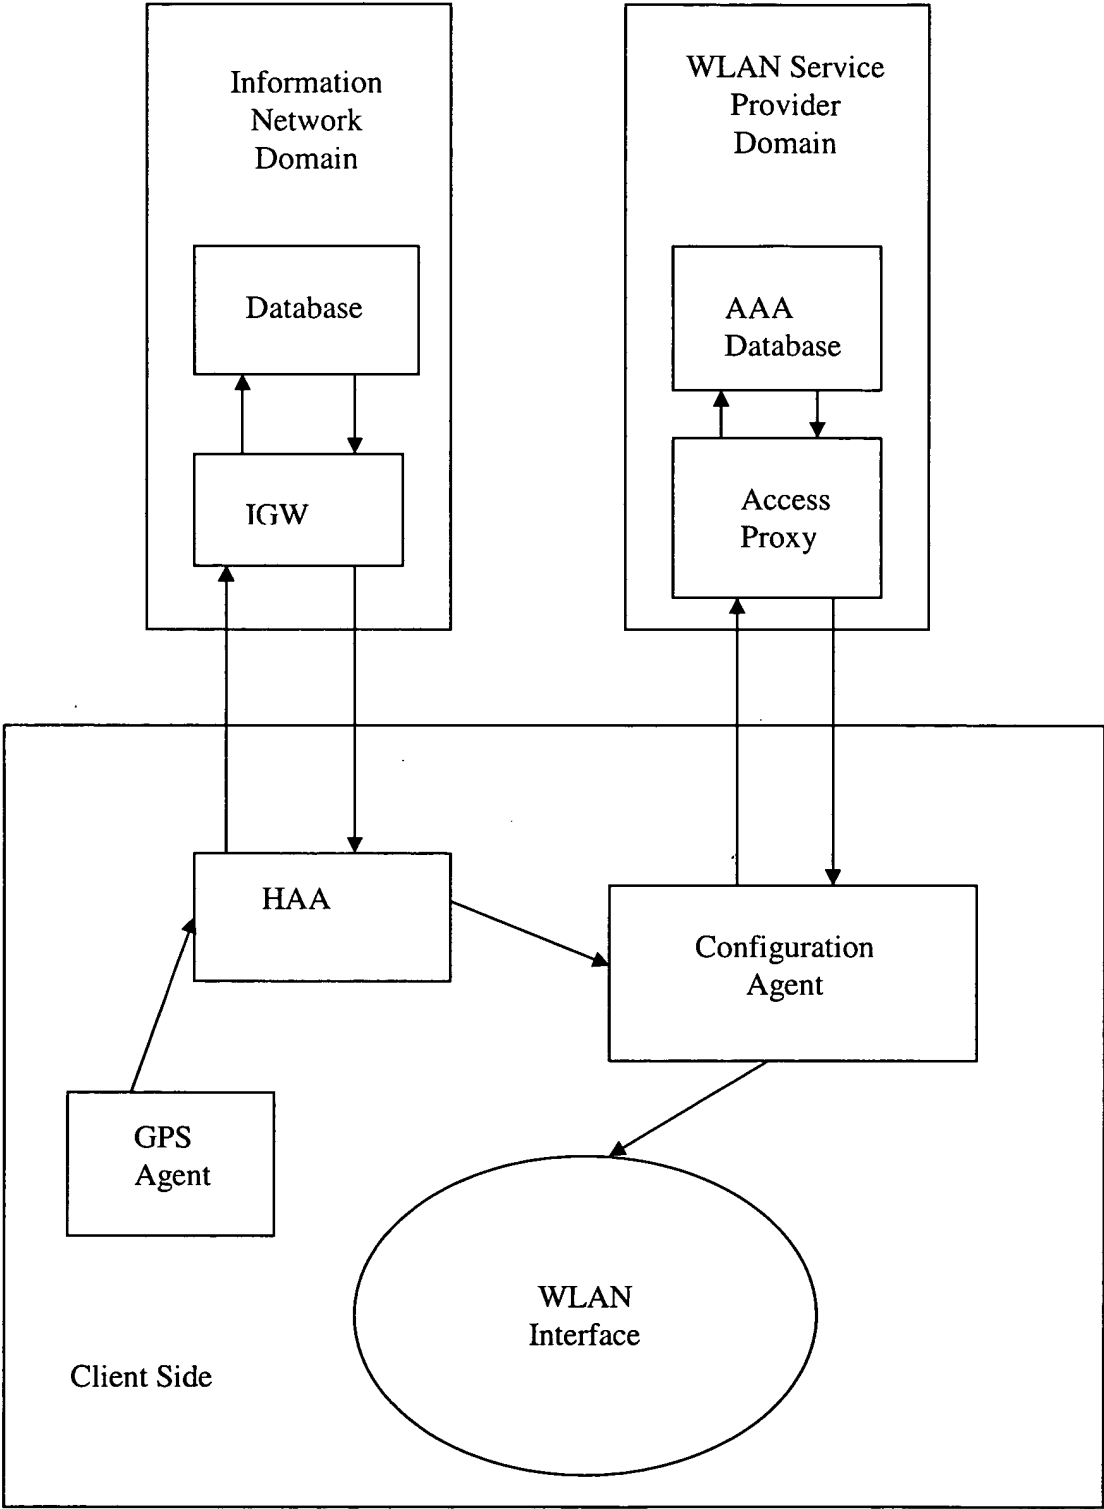 Information
Network
Domain
WLAN Service
Provider
Domain
Database
AAA
Database
IGW
Access
Proxy
HAA
Configuration
Agent
GPS
Agent
WLAN
Interface
Client Side